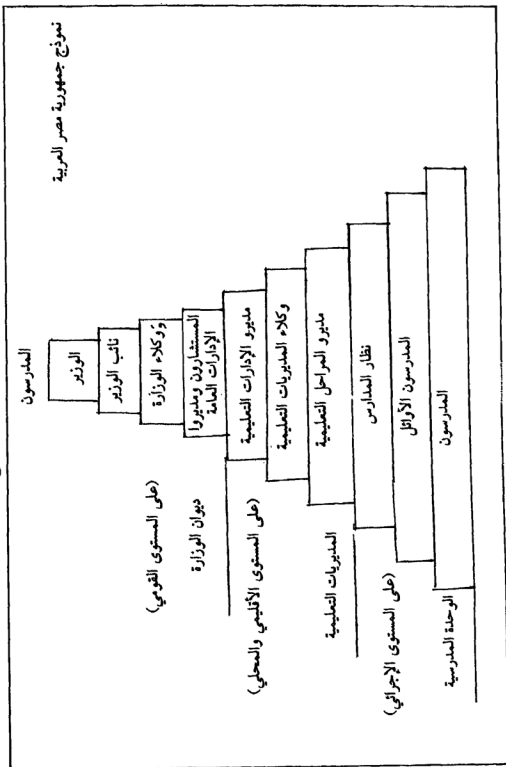 نموذج جمهورية مصر العربية
المدرسون
الوزير
نائب الوزير
وكلاء الوزارة
المستشارون ومديروا
الإدارات العامة
مديرو الإدارات التعليمية
وكلاء المديريات التعليمية
مديرو المراحل التعليمية
نظار المدارس
المدرسون الأوائل
المدرسون
(على المستوى القومي)
ديوان الوزارة
(على المستوى الأقليمي والمحلي)
المديريات التعليمية
(على المستوى الإجرائي)
الوحدة المدرسية